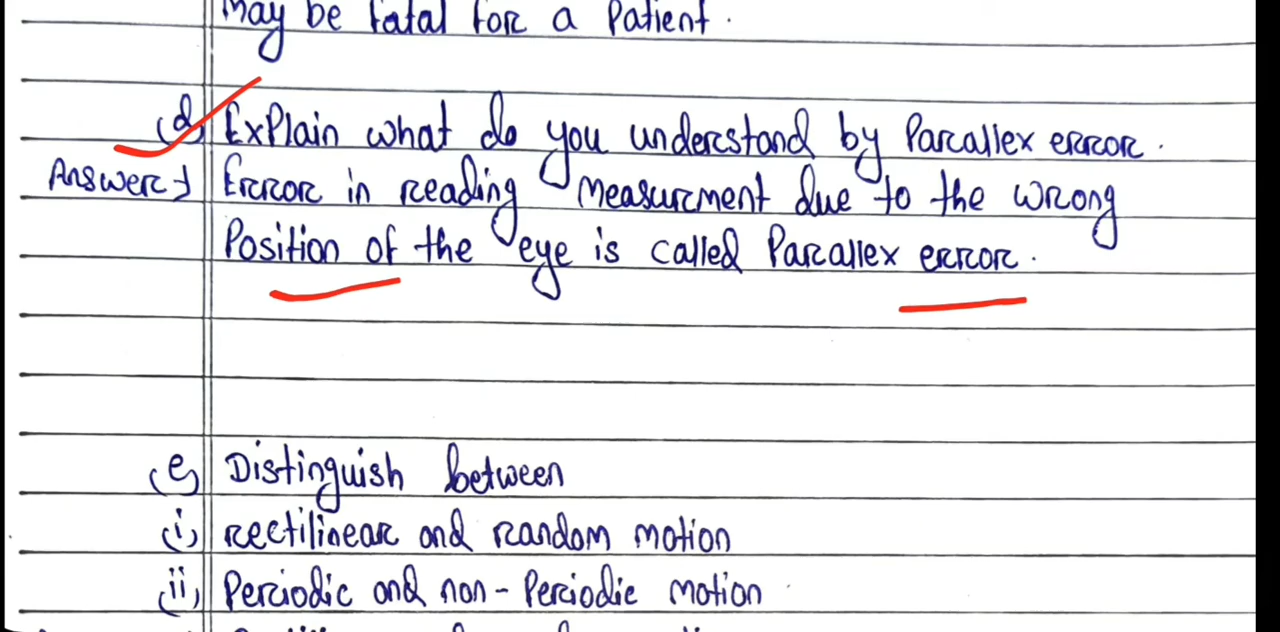 may be fatal for a patient.
(d) Explain what do you understand by Parallex error.
Answer → Error in reading measurment due to the wrong
Position of the eye is called Parallex error.
(e) Distinguish between
(i) rectilinear and random motion
(ii) Periodic and non-Periodic motion